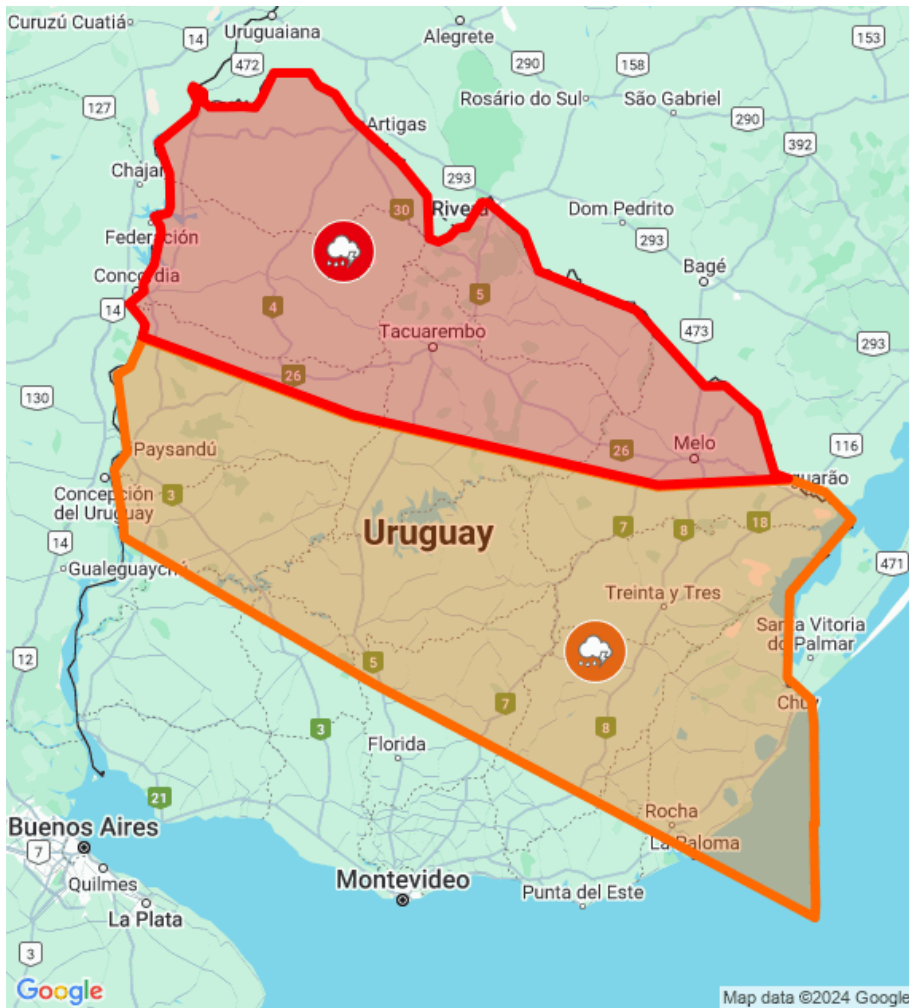 Curuzú Cuatiá
14
Uruguaiana
Alegrete
153
472
290
158
127
Rosário do Sul
São Gabriel
290
Artigas
392
Chajar
293
30
Rivera
Dom Pedrito
Federación
293
Bagé
Concordia
14
4
5
473
293
Tacuarembo
26
130
26
Melo
116
Paysandú
guarão
Concepción
del Uruguay
3
Uruguay
7
8
18
14
Gualeguaychú
471
Treinta y Tres
Santa Vitoria
do Palmar
12
5
7
Chuy
3
8
Florida
21
Rocha
Buenos Aires
La Paloma
7
Quilmes
Montevideo
Punta del Este
La Plata
3
Google
Map data ©2024 Google